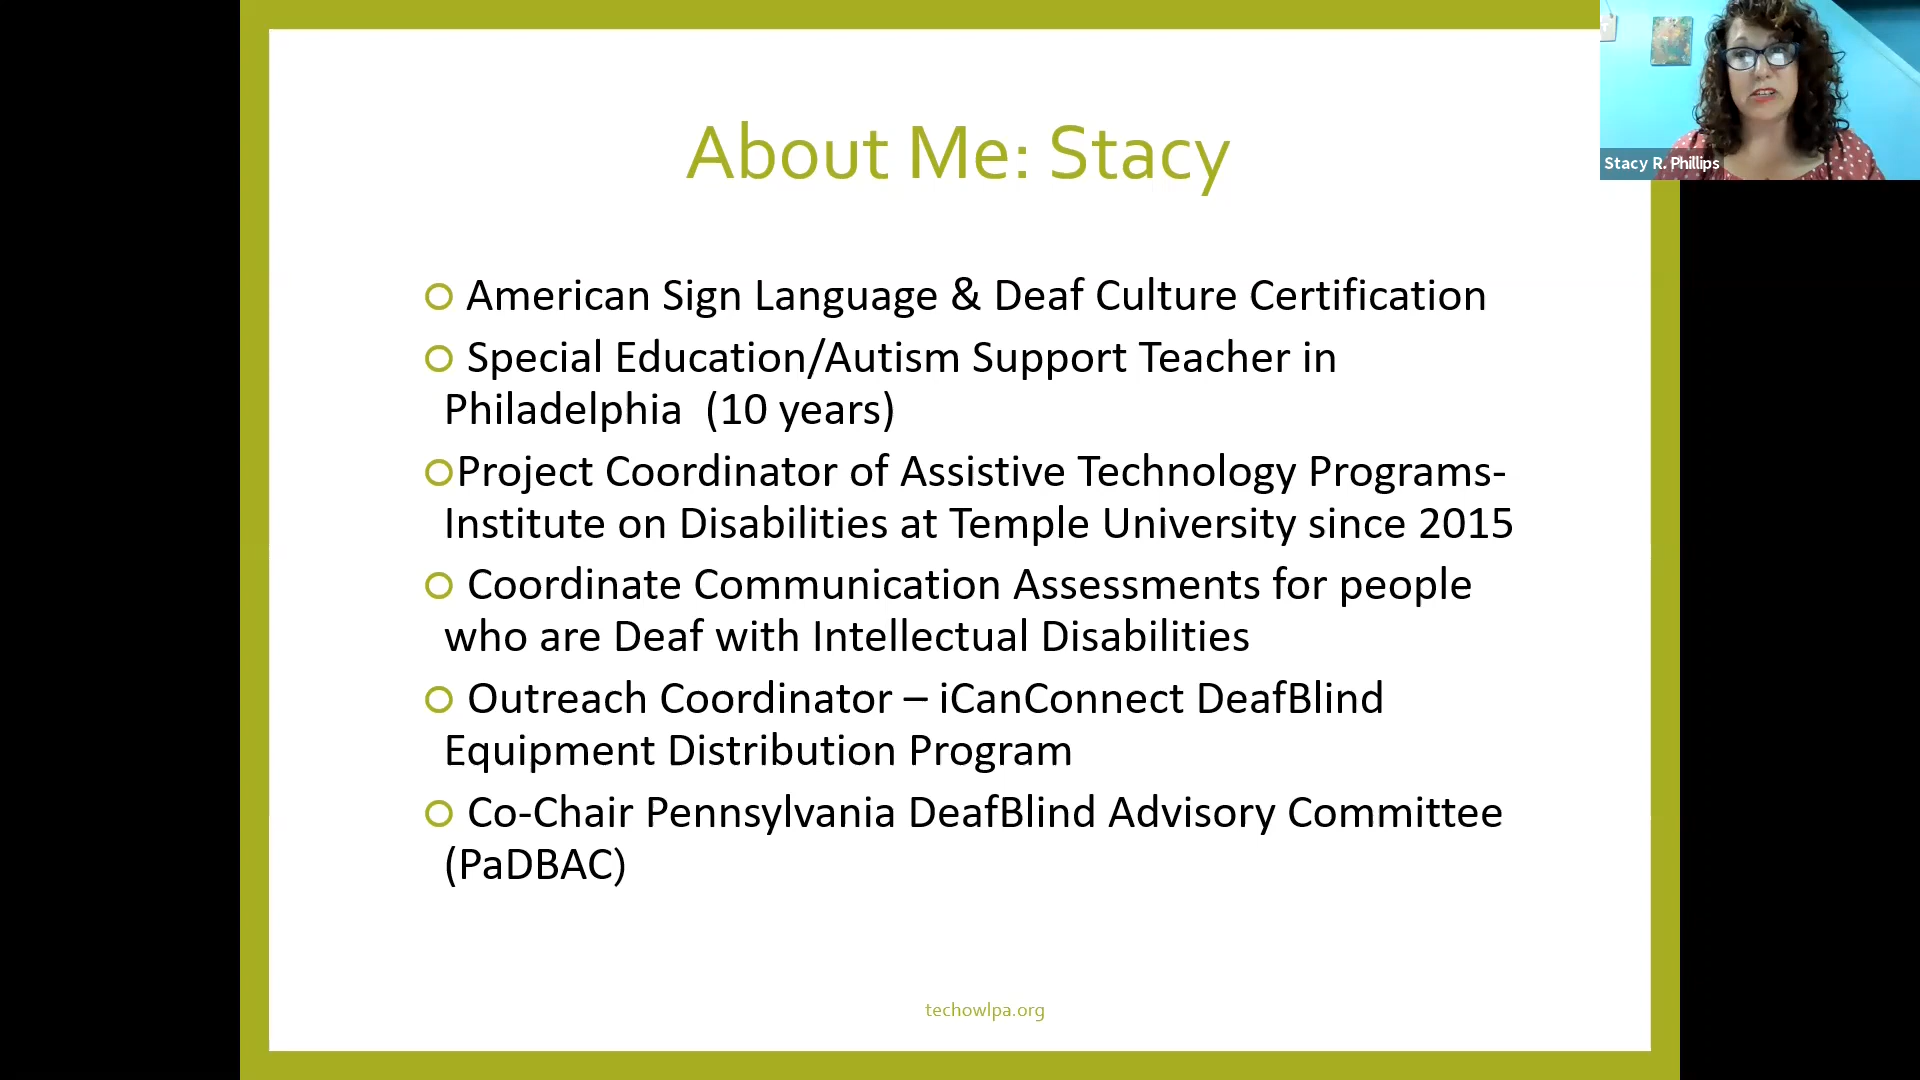 About Me: Stacy
Stacy R. Phillips
American Sign Language & Deaf Culture Certification
Special Education/Autism Support Teacher in
Philadelphia  (10 years)
Project Coordinator of Assistive Technology Programs-
Institute on Disabilities at Temple University since 2015
Coordinate Communication Assessments for people
who are Deaf with Intellectual Disabilities
Outreach Coordinator – iCanConnect DeafBlind
Equipment Distribution Program
Co-Chair Pennsylvania DeafBlind Advisory Committee
(PaDBAC)
techowlpa.org